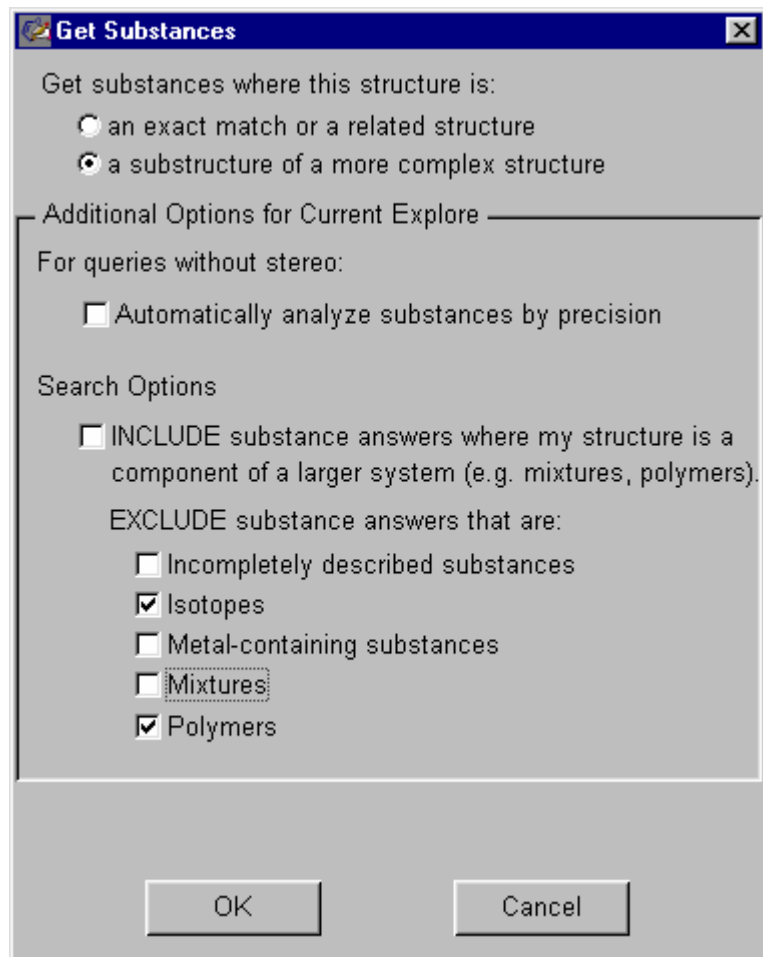 Get Substances
Get substances where this structure is:
an exact match or a related structure
a substructure of a more complex structure
Additional Options for Current Explore
For queries without stereo:
Automatically analyze substances by precision
Search Options
INCLUDE substance answers where my structure is a
component of a larger system (e.g. mixtures, polymers).
EXCLUDE substance answers that are:
Incompletely described substances
Isotopes
Metal-containing substances
Mixtures
Polymers
OK
Cancel